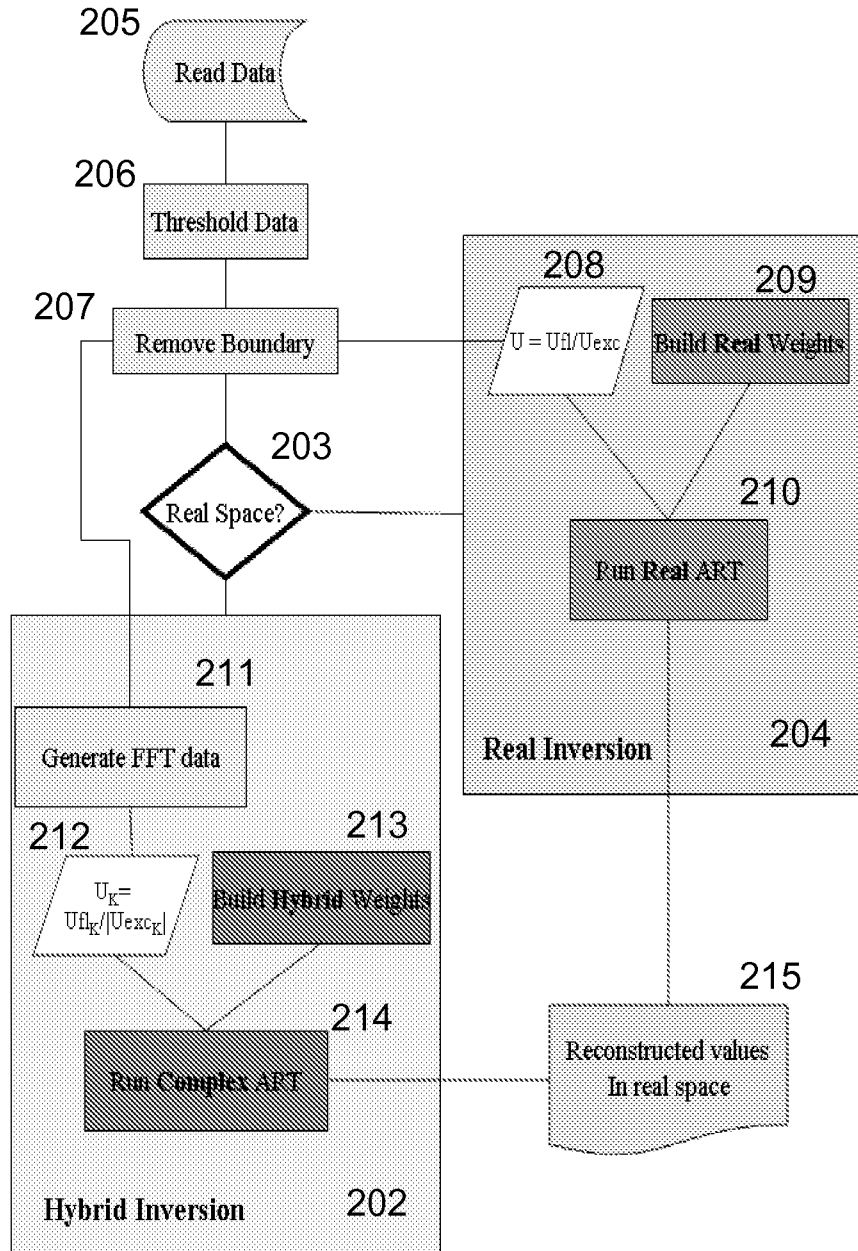 205
Read Data
206
Threshold Data
207
Remove Boundary
203
Real Space?
208
U = Ufl/Uexc
209
Build Real Weights
210
Run Real ART
Real Inversion
204
211
Generate FFT data
212
U_K=
Ufl_K/|Uexc_K|
213
Build Hybrid Weights
214
Run Complex ART
Hybrid Inversion
202
215
Reconstructed values
In real space